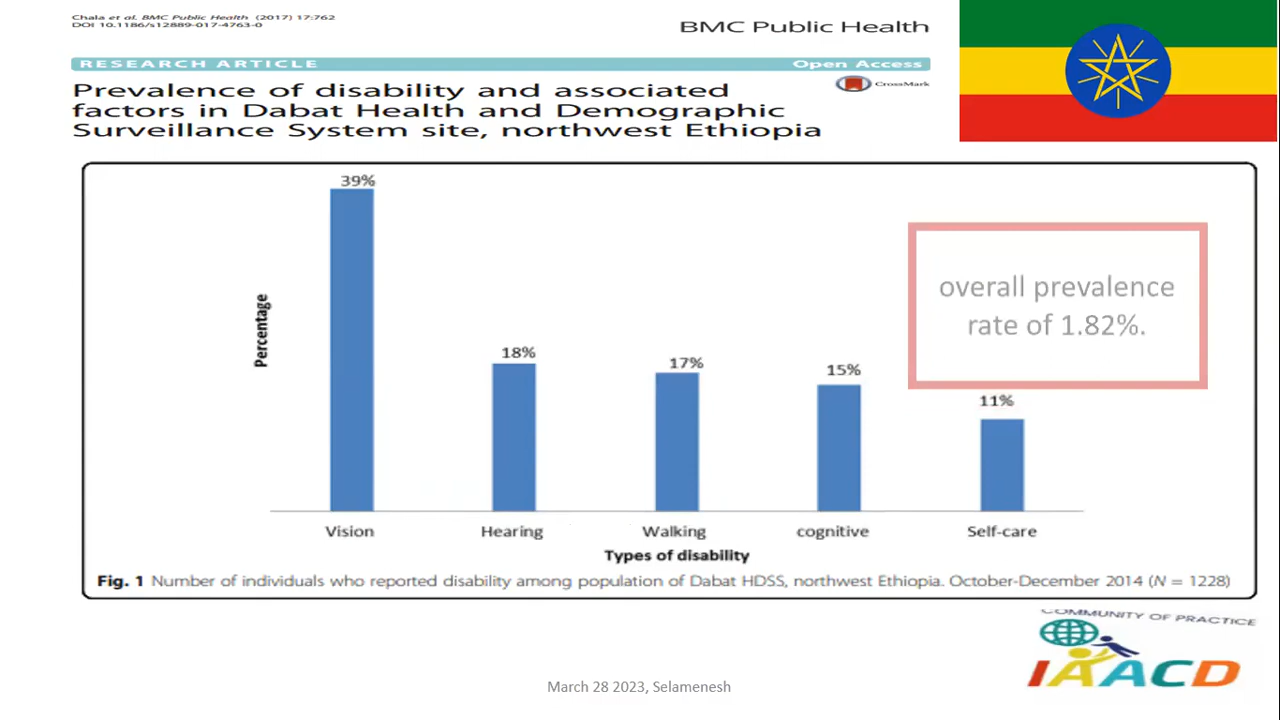 Chala et al. BMC Public Health (2017) 17:762
DOI 10.1186/s12889-017-4763-0
BMC Public Health
RESEARCH ARTICLE
Open Access
CrossMark
Prevalence of disability and associated
factors in Dabat Health and Demographic
Surveillance System site, northwest Ethiopia
39%
18%
17%
15%
11%
overall prevalence
rate of 1.82%.
Percentage
Vision
Hearing
Walking
cognitive
Self-care
Types of disability
Fig. 1 Number of individuals who reported disability among population of Dabat HDSS, northwest Ethiopia. October-December 2014 (N = 1228)
COMMUNITY OF PRACTICE
IAACD
March 28 2023, Selamenesh